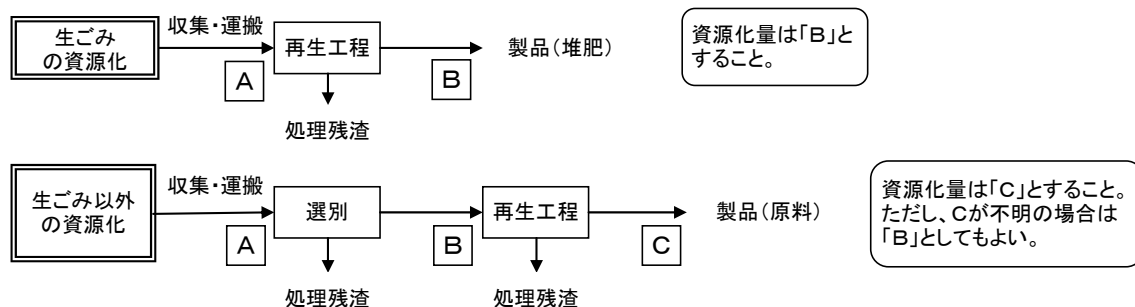 生ごみ
の資源化
収集・運搬
A
再生工程
処理残渣
B
製品(堆肥)
資源化量は「B」と
すること。
生ごみ以外
の資源化
収集・運搬
A
選別
処理残渣
B
再生工程
処理残渣
C
製品(原料)
資源化量は「C」とすること。
ただし、Cが不明の場合は
「B」としてもよい。